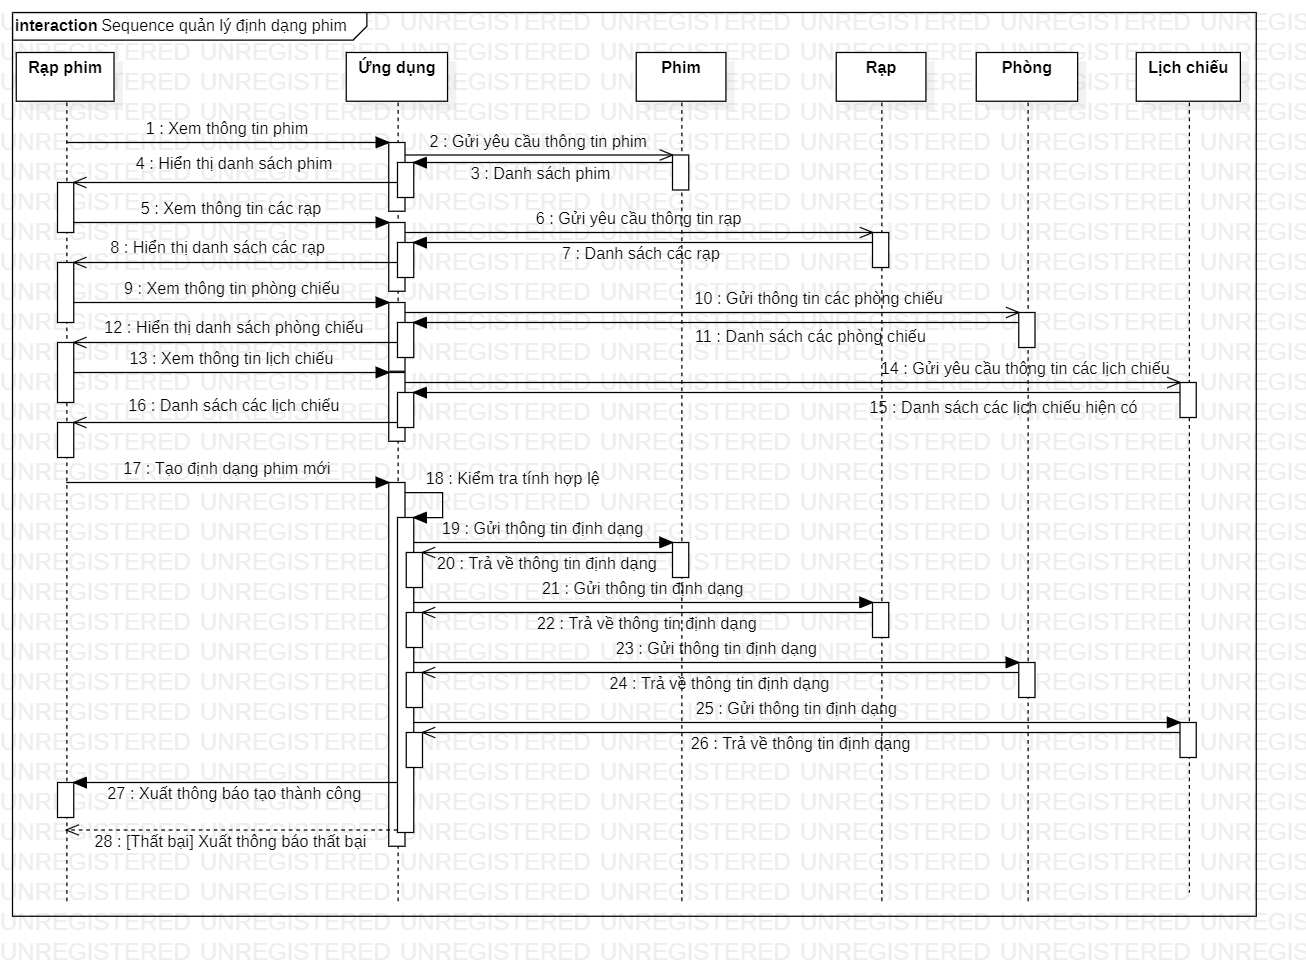 interaction Sequence quản lý định dạng phim
Rạp phim
Ứng dụng
Phim
Rạp
Phòng
Lịch chiếu
1 : Xem thông tin phim
2 : Gửi yêu cầu thông tin phim
3 : Danh sách phim
4 : Hiển thị danh sách phim
5 : Xem thông tin các rạp
6 : Gửi yêu cầu thông tin rạp
7 : Danh sách các rạp
8 : Hiển thị danh sách các rạp
9 : Xem thông tin phòng chiếu
10 : Gửi thông tin các phòng chiếu
11 : Danh sách các phòng chiếu
12 : Hiển thị danh sách phòng chiếu
13 : Xem thông tin lịch chiếu
14 : Gửi yêu cầu thông tin các lịch chiếu
15 : Danh sách các lịch chiếu hiện có
16 : Danh sách các lịch chiếu
17 : Tạo định dạng phim mới
18 : Kiểm tra tính hợp lệ
19 : Gửi thông tin định dạng
20 : Trả về thông tin định dạng
21 : Gửi thông tin định dạng
22 : Trả về thông tin định dạng
23 : Gửi thông tin định dạng
24 : Trả về thông tin định dạng
25 : Gửi thông tin định dạng
26 : Trả về thông tin định dạng
27 : Xuất thông báo tạo thành công
28 : [Thất bại] Xuất thông báo thất bại
UNREGISTERED